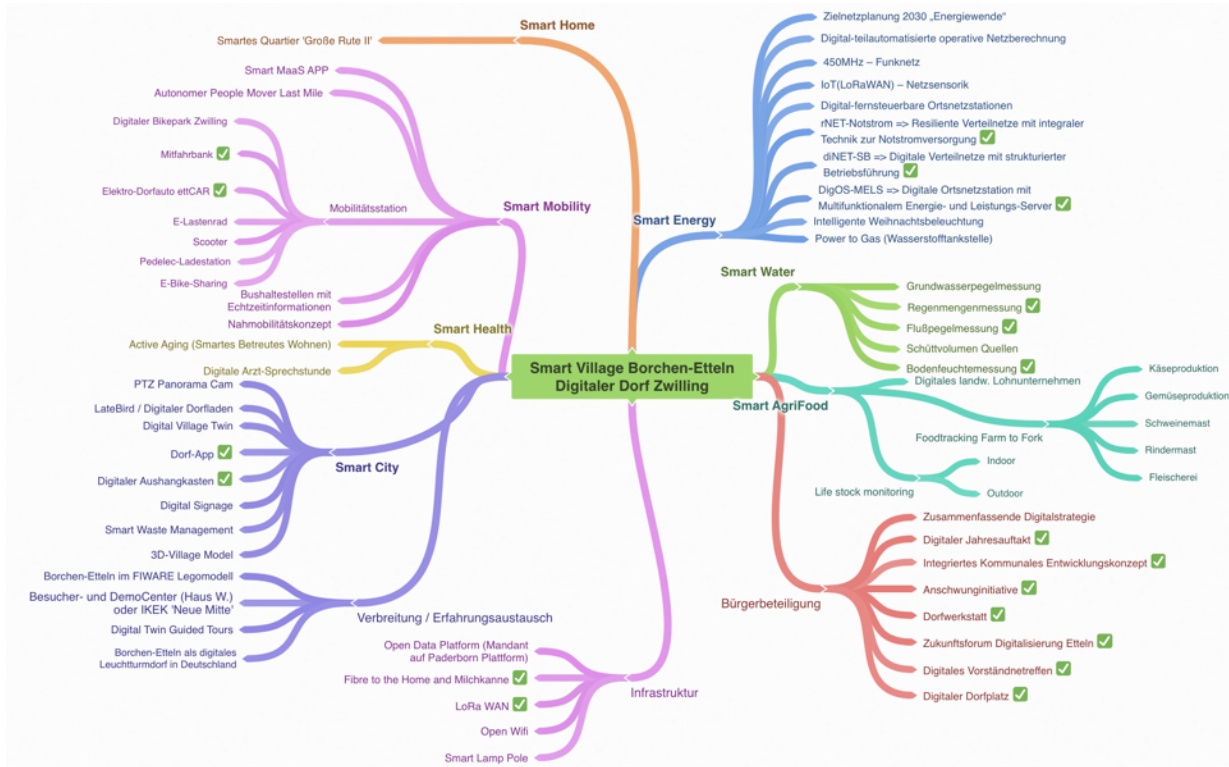 Smart Home
Smartes Quartier 'Große Rute II'
Smart MaaS APP
Autonomer People Mover Last Mile
Digitaler Bikepark Zwilling
Mitfahrbank ✅
Elektro-Dorfauto ettCAR ✅
E-Lastenrad
Scooter
Pedelec-Ladestation
E-Bike-Sharing
Mobilitätsstation
Smart Mobility
Bushaltestellen mit
Echtzeitinformationen
Nahmobilitätskonzept
Smart Health
Active Aging (Smartes Betreutes Wohnen)
Digitale Arzt-Sprechstunde
PTZ Panorama Cam
LateBird / Digitaler Dorfladen
Digital Village Twin
Dorf-App ✅
Digitaler Aushangkasten ✅
Digital Signage
Smart Waste Management
3D-Village Model
Smart City
Borchen-Etteln im FIWARE Legomodell
Besucher- und DemoCenter (Haus W.)
oder IKEK 'Neue Mitte'
Digital Twin Guided Tours
Borchen-Etteln als digitales
Leuchtturmdorf in Deutschland
Verbreitung / Erfahrungsaustausch
Open Data Platform (Mandant
auf Paderborn Plattform)
Fibre to the Home and Milchkanne ✅
LoRa WAN ✅
Open Wifi
Smart Lamp Pole
Infrastruktur
Smart Village Borchen-Etteln
Digitaler Dorf Zwilling
Zielnetzplanung 2030 „Energiewende“
Digital-teilautomatisierte operative Netzberechnung
450MHz – Funknetz
IoT(LoRaWAN) – Netzsensorik
Digital-fernsteuerbare Ortsnetzstationen
rNET-Notstrom => Resiliente Verteilnetze mit integraler
Technik zur Notstromversorgung ✅
diNET-SB => Digitale Verteilnetze mit strukturierter
Betriebsführung ✅
DigOS-MELS => Digitale Ortsnetzstation mit
Multifunktionalem Energie- und Leistungs-Server ✅
Intelligente Weihnachtsbeleuchtung
Power to Gas (Wasserstofftankstelle)
Smart Energy
Smart Water
Grundwasserpegelmessung
Regenmengenmessung ✅
Flußpegelmessung ✅
Schüttvolumen Quellen
Bodenfeuchtemessung ✅
Smart AgriFood
Digitales landw. Lohnunternehmen
Foodtracking Farm to Fork
Käseproduktion
Gemüseproduktion
Schweinemast
Rindermast
Fleischerei
Life stock monitoring
Indoor
Outdoor
Bürgerbeteiligung
Zusammenfassende Digitalstrategie
Digitaler Jahresauftakt ✅
Integriertes Kommunales Entwicklungskonzept ✅
Anschwunginitiative ✅
Dorfwerkstatt ✅
Zukunftsforum Digitalisierung Etteln ✅
Digitales Vorständnetreffen ✅
Digitaler Dorfplatz ✅